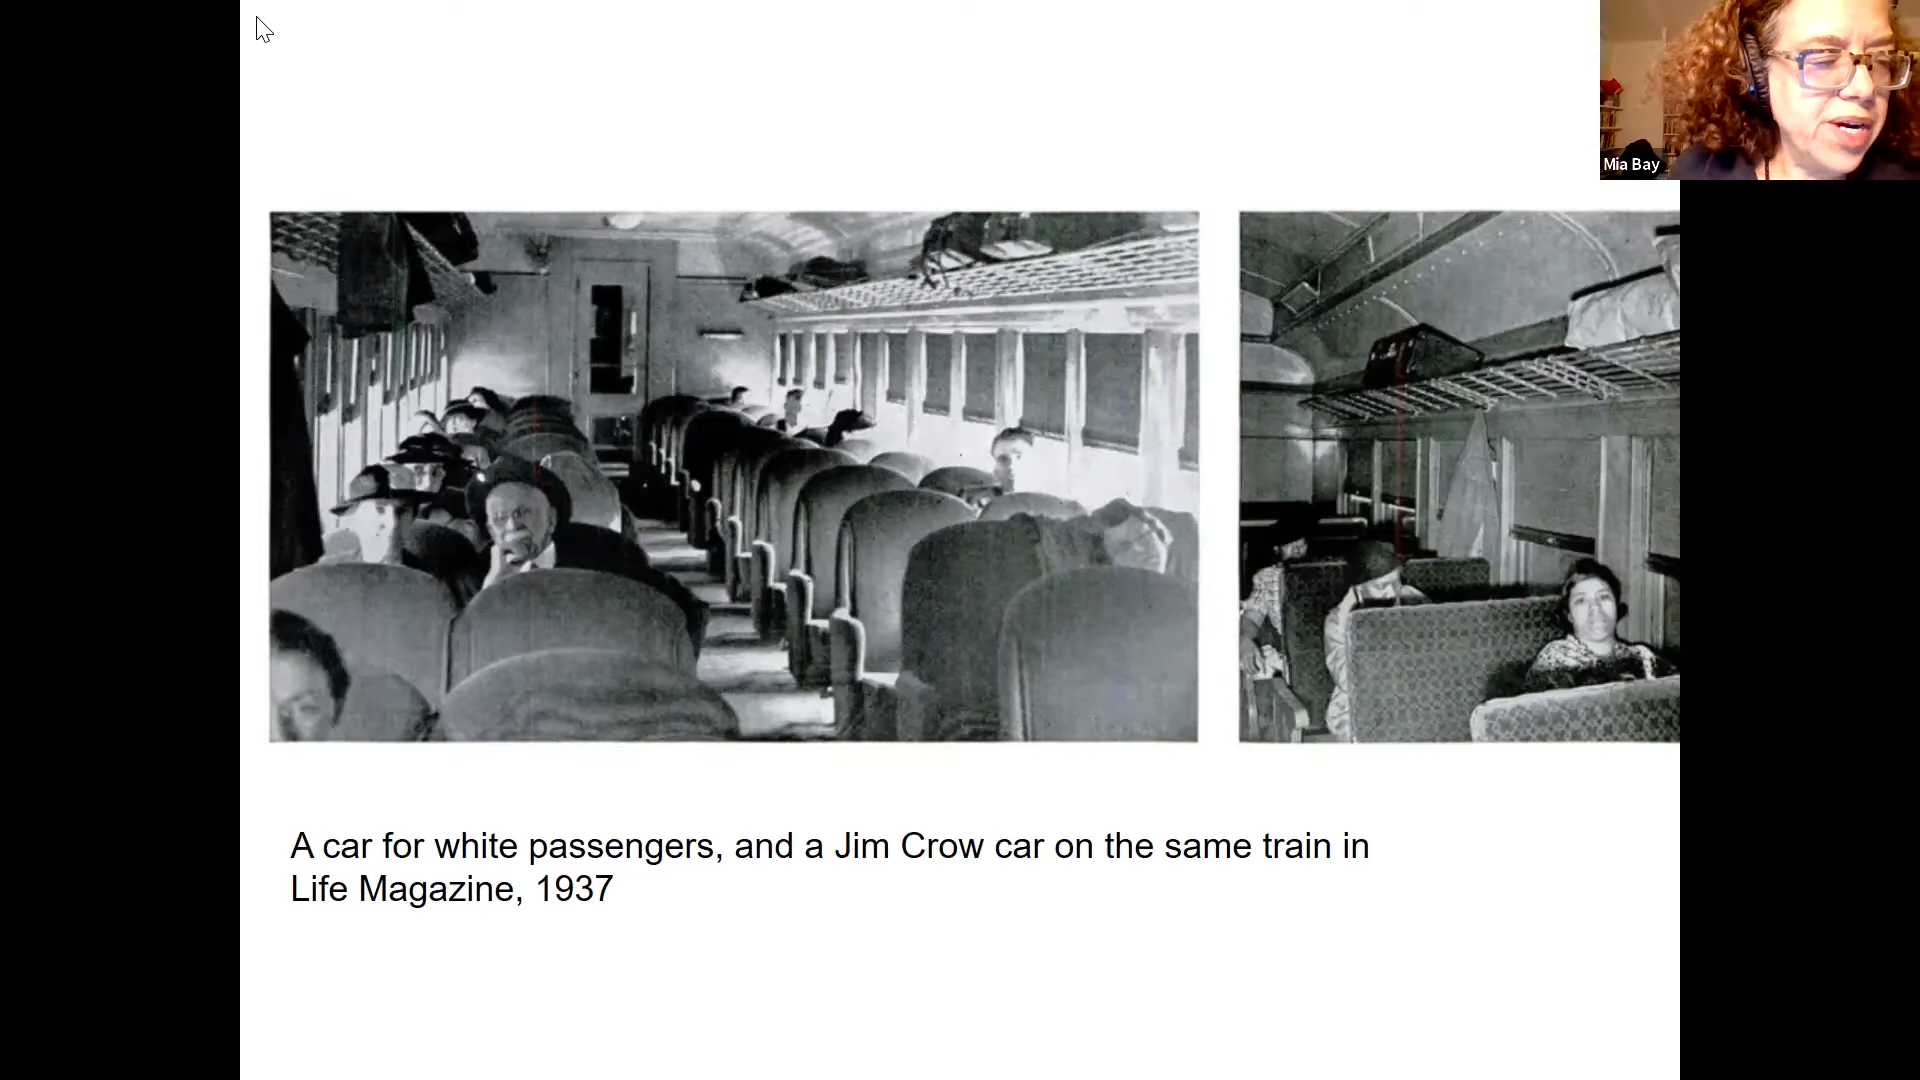 Mia Bay
A car for white passengers, and a Jim Crow car on the same train in
Life Magazine, 1937